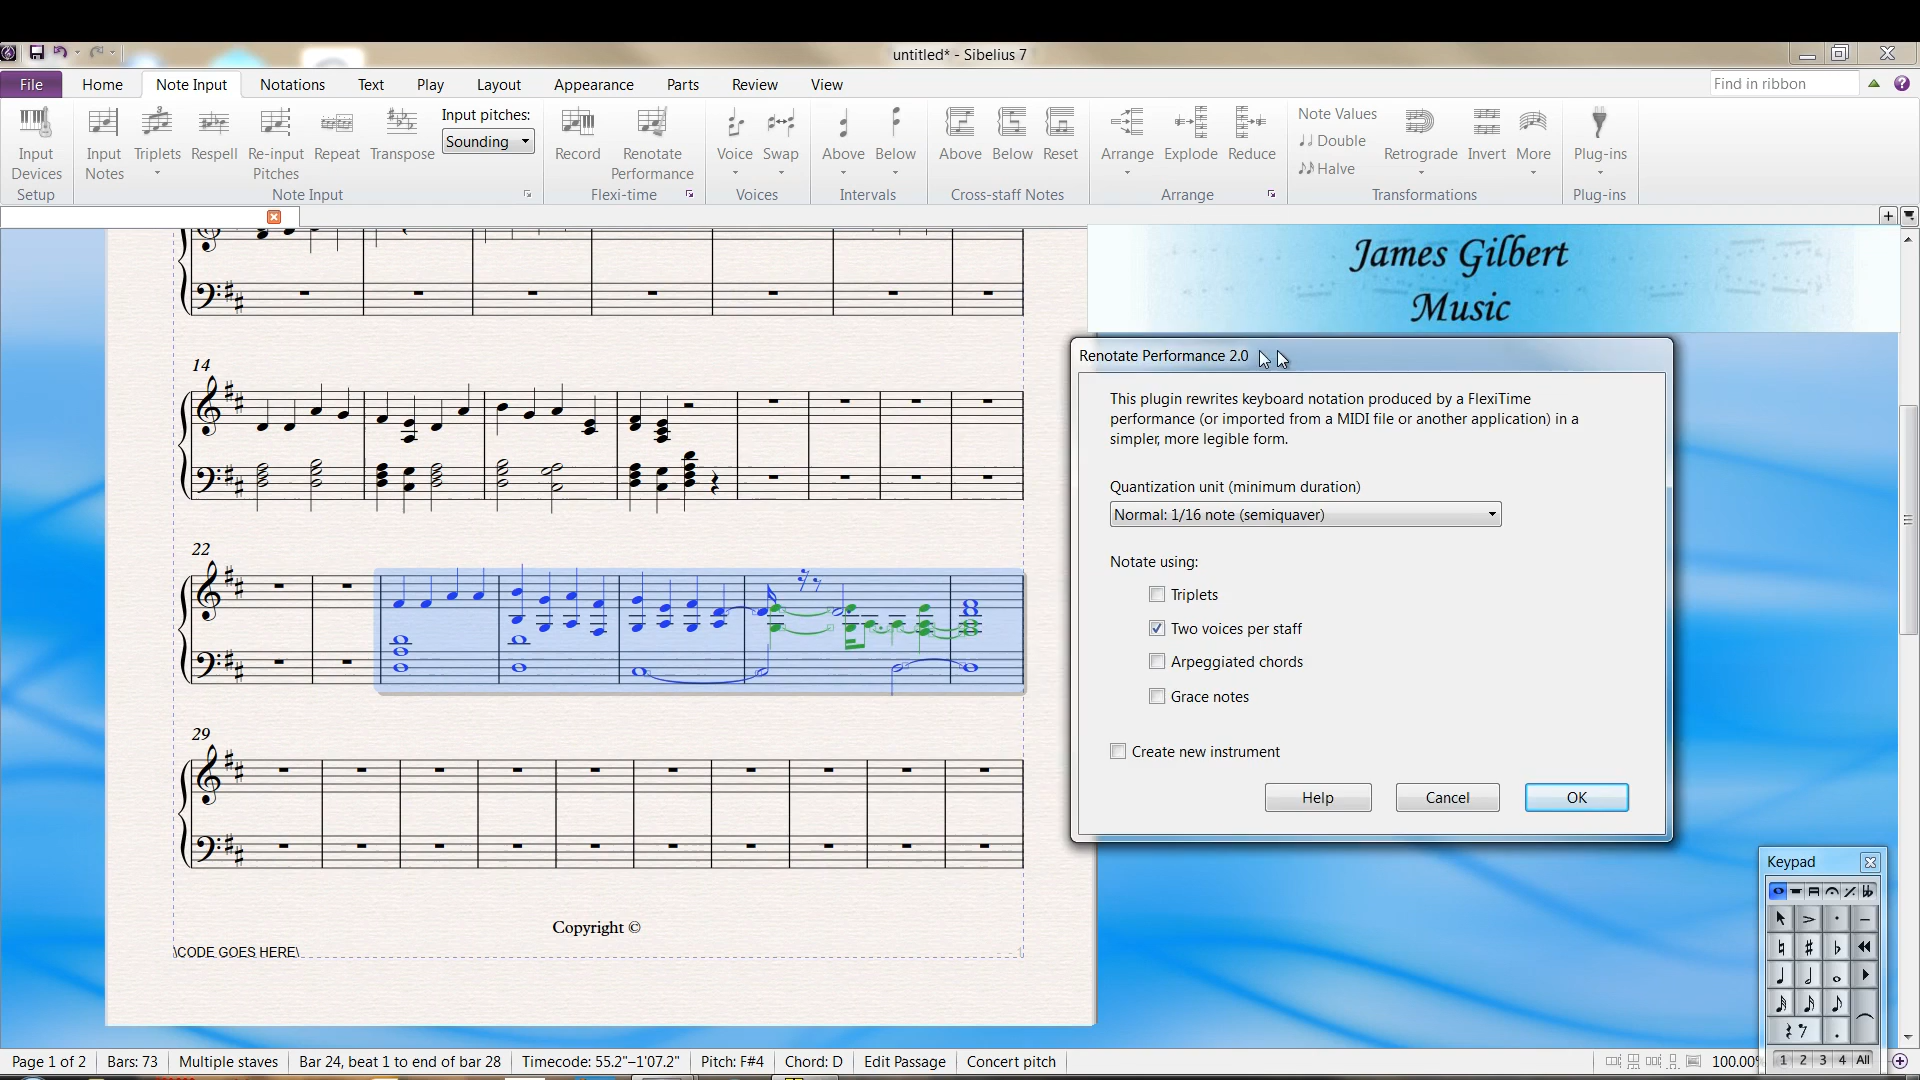 untitled* - Sibelius 7
File Home Note Input Notations Text Play Layout Appearance Parts Review View
Find in ribbon
Input Devices
Setup
Input Notes
Triplets
Respell
Re-input Pitches
Repeat
Transpose
Input pitches:
Sounding
Note Input
Record
Renotate Performance
Flexi-time
Voice
Swap
Voices
Above
Below
Intervals
Above
Below
Reset
Cross-staff Notes
Arrange
Explode
Reduce
Arrange
Note Values
Double
Halve
Retrograde
Invert
More
Transformations
Plug-ins
Plug-ins
James Gilbert
Music
14
22
29
Copyright ©
\CODE GOES HERE\
1
Renotate Performance 2.0
This plugin rewrites keyboard notation produced by a FlexiTime
performance (or imported from a MIDI file or another application) in a
simpler, more legible form.
Quantization unit (minimum duration)
Normal: 1/16 note (semiquaver)
Notate using:
Triplets
Two voices per staff
Arpeggiated chords
Grace notes
Create new instrument
Help Cancel OK
Keypad
1 2 3 4 All
Page 1 of 2 Bars: 73 Multiple staves Bar 24, beat 1 to end of bar 28 Timecode: 55.2"–1'07.2" Pitch: F#4 Chord: D Edit Passage Concert pitch 100.00%